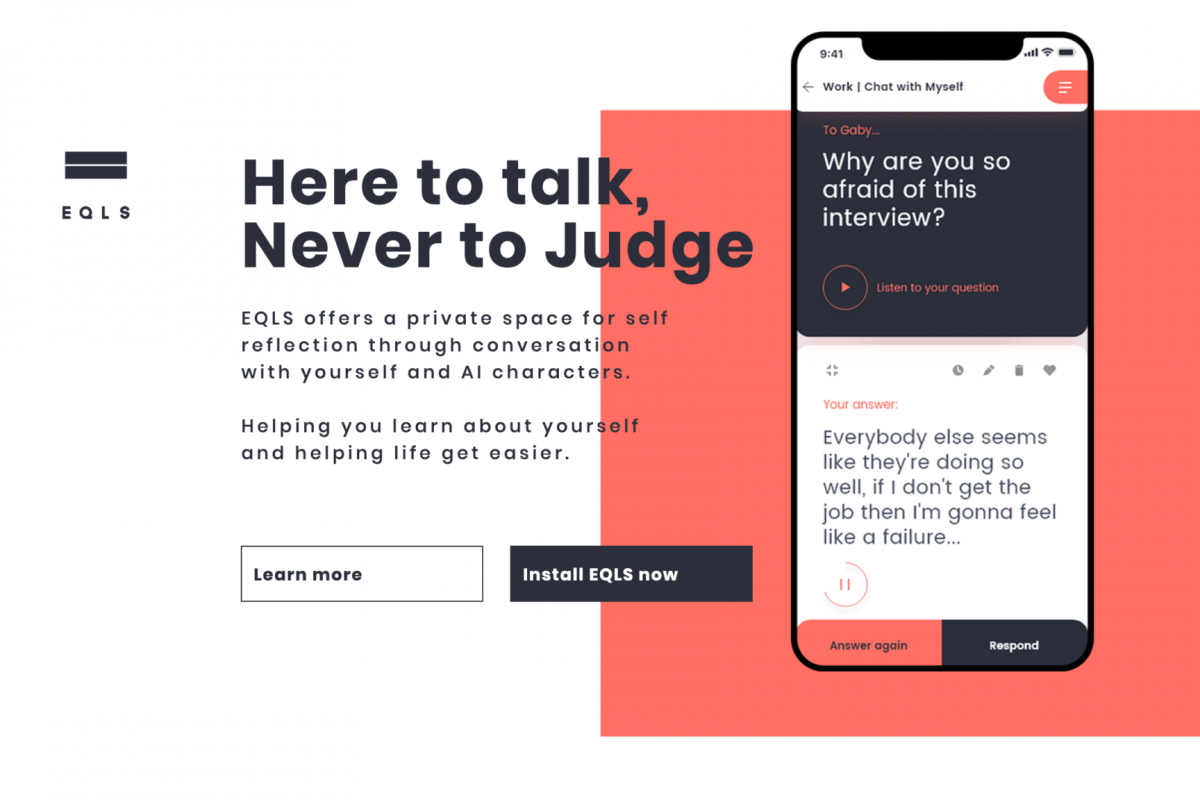 EQLS
Here to talk,
Never to Judge
EQLS offers a private space for self
reflection through conversation
with yourself and AI characters.
Helping you learn about yourself
and helping life get easier.
Learn more
Install EQLS now
9:41
Work | Chat with Myself
To Gaby...
Why are you so
afraid of this
interview?
Listen to your question
Your answer:
Everybody else seems
like they're doing so
well, if I don't get the
job then I'm gonna feel
like a failure...
Answer again
Respond